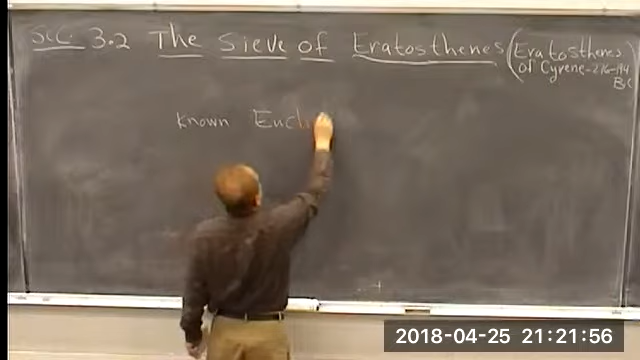 Sec. 3.2 The Sieve of Eratosthenes (Eratosthenes
of Cyrene-276-194
BC
known Eucl
2018-04-25 21:21:56